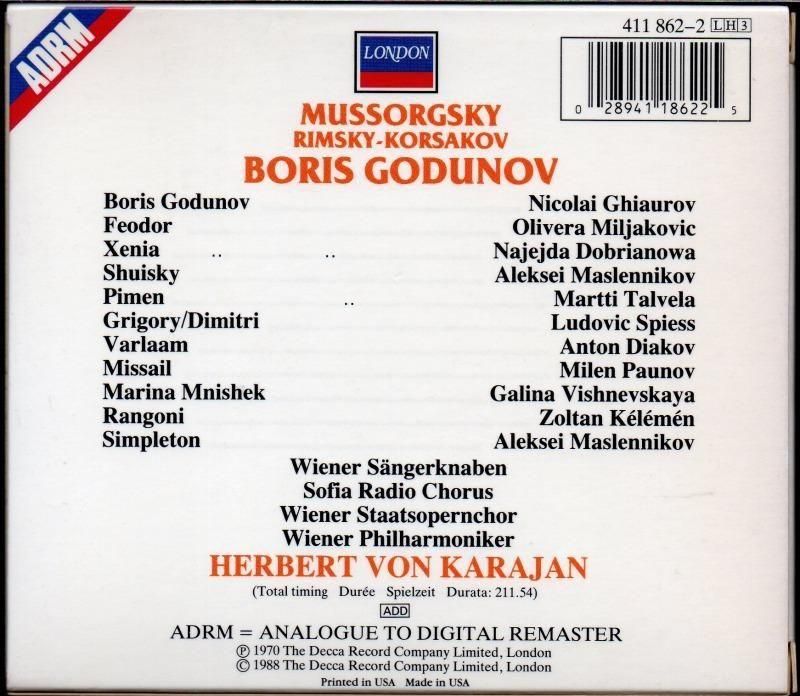 ADRM
LONDON
411 862-2 LH3
0 28941 18622 5
MUSSORGSKY
RIMSKY-KORSAKOV
BORIS GODUNOV
Boris Godunov Nicolai Ghiaurov
Feodor Olivera Miljakovic
Xenia Najejda Dobrianowa
Shuisky Aleksei Maslennikov
Pimen Martti Talvela
Grigory/Dimitri Ludovic Spiess
Varlaam Anton Diakov
Missail Milen Paunov
Marina Mnishek Galina Vishnevskaya
Rangoni Zoltan Kélémén
Simpleton Aleksei Maslennikov
Wiener Sängerknaben
Sofia Radio Chorus
Wiener Staatsopernchor
Wiener Philharmoniker
HERBERT VON KARAJAN
(Total timing Durée Spielzeit Durata: 211.54)
ADD
ADRM = ANALOGUE TO DIGITAL REMASTER
Ⓟ 1970 The Decca Record Company Limited, London
© 1988 The Decca Record Company Limited, London
Printed in USA Made in USA